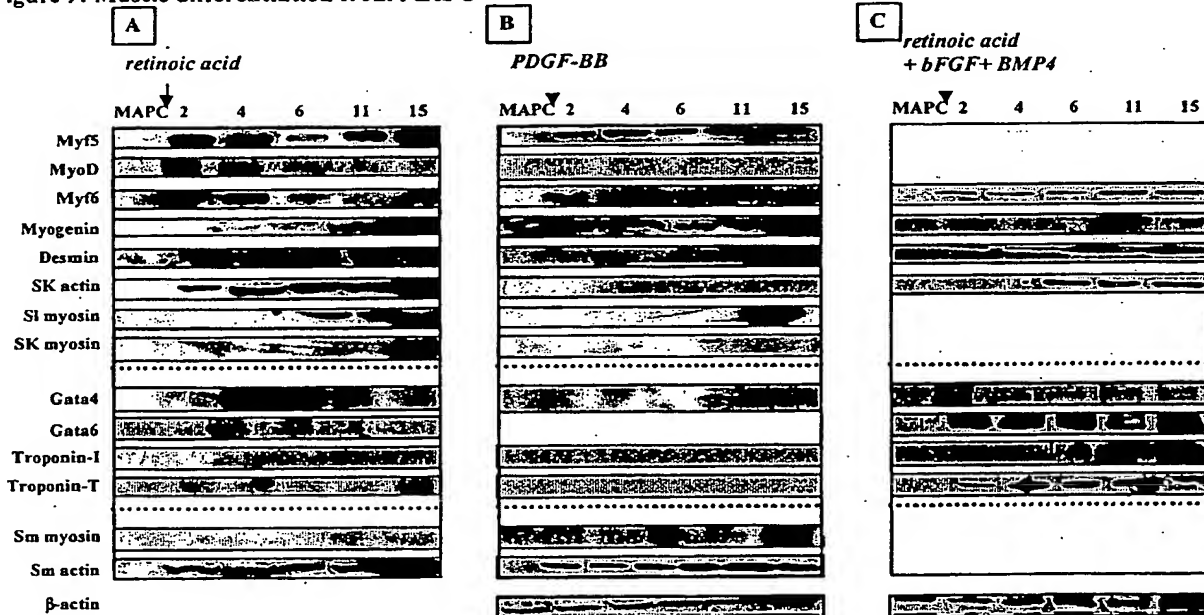 A
retinoic acid
MAPC 2 4 6 11 15
B
PDGF-BB
MAPC 2 4 6 11 15
C
retinoic acid
+ bFGF+ BMP4
MAPC 2 4 6 11 15
Myf5
MyoD
Myf6
Myogenin
Desmin
SK actin
Sl myosin
SK myosin
Gata4
Gata6
Troponin-I
Troponin-T
Sm myosin
Sm actin
β-actin